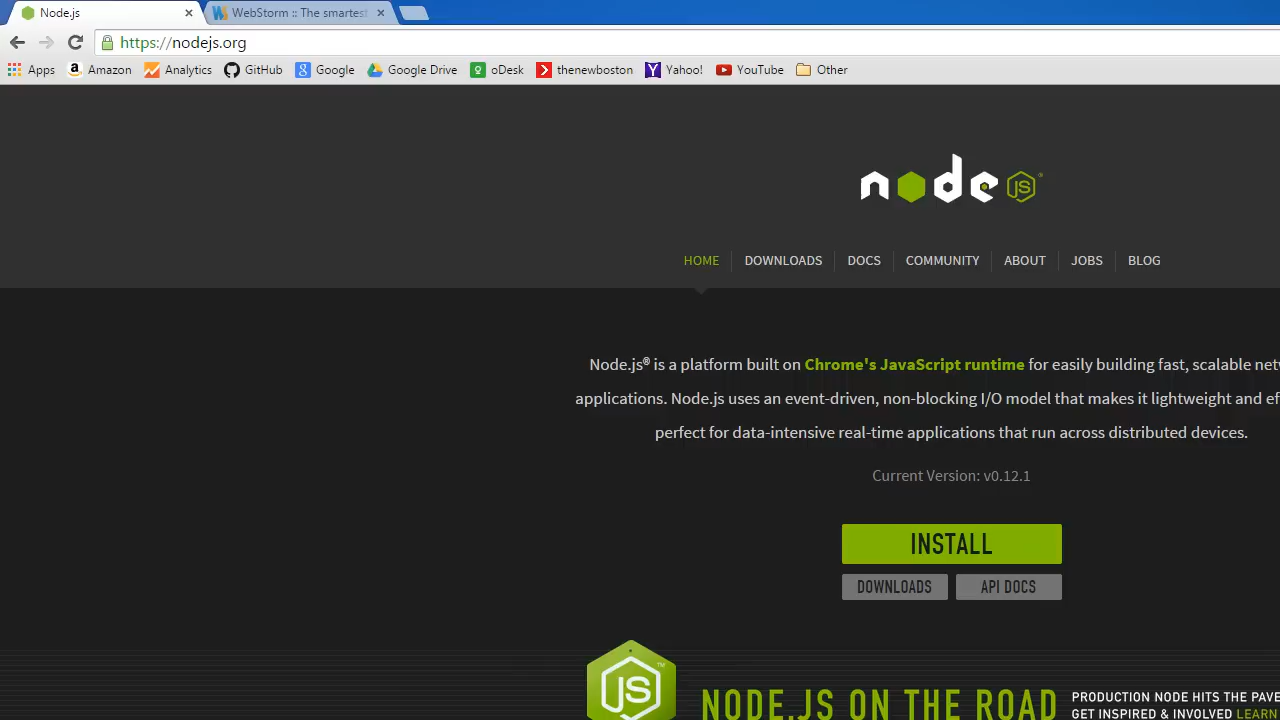 Node.js
WebStorm :: The smartest
https://nodejs.org
Apps Amazon Analytics GitHub Google Google Drive oDesk thenewboston Yahoo! YouTube Other
node JS
HOME DOWNLOADS DOCS COMMUNITY ABOUT JOBS BLOG
Node.js® is a platform built on Chrome's JavaScript runtime for easily building fast, scalable
applications. Node.js uses an event-driven, non-blocking I/O model that makes it lightweight and
perfect for data-intensive real-time applications that run across distributed devices.
Current Version: v0.12.1
INSTALL
DOWNLOADS API DOCS
JS
NODE.JS ON THE ROAD
PRODUCTION NODE HITS THE
GET INSPIRED & INVOLVED LEARN